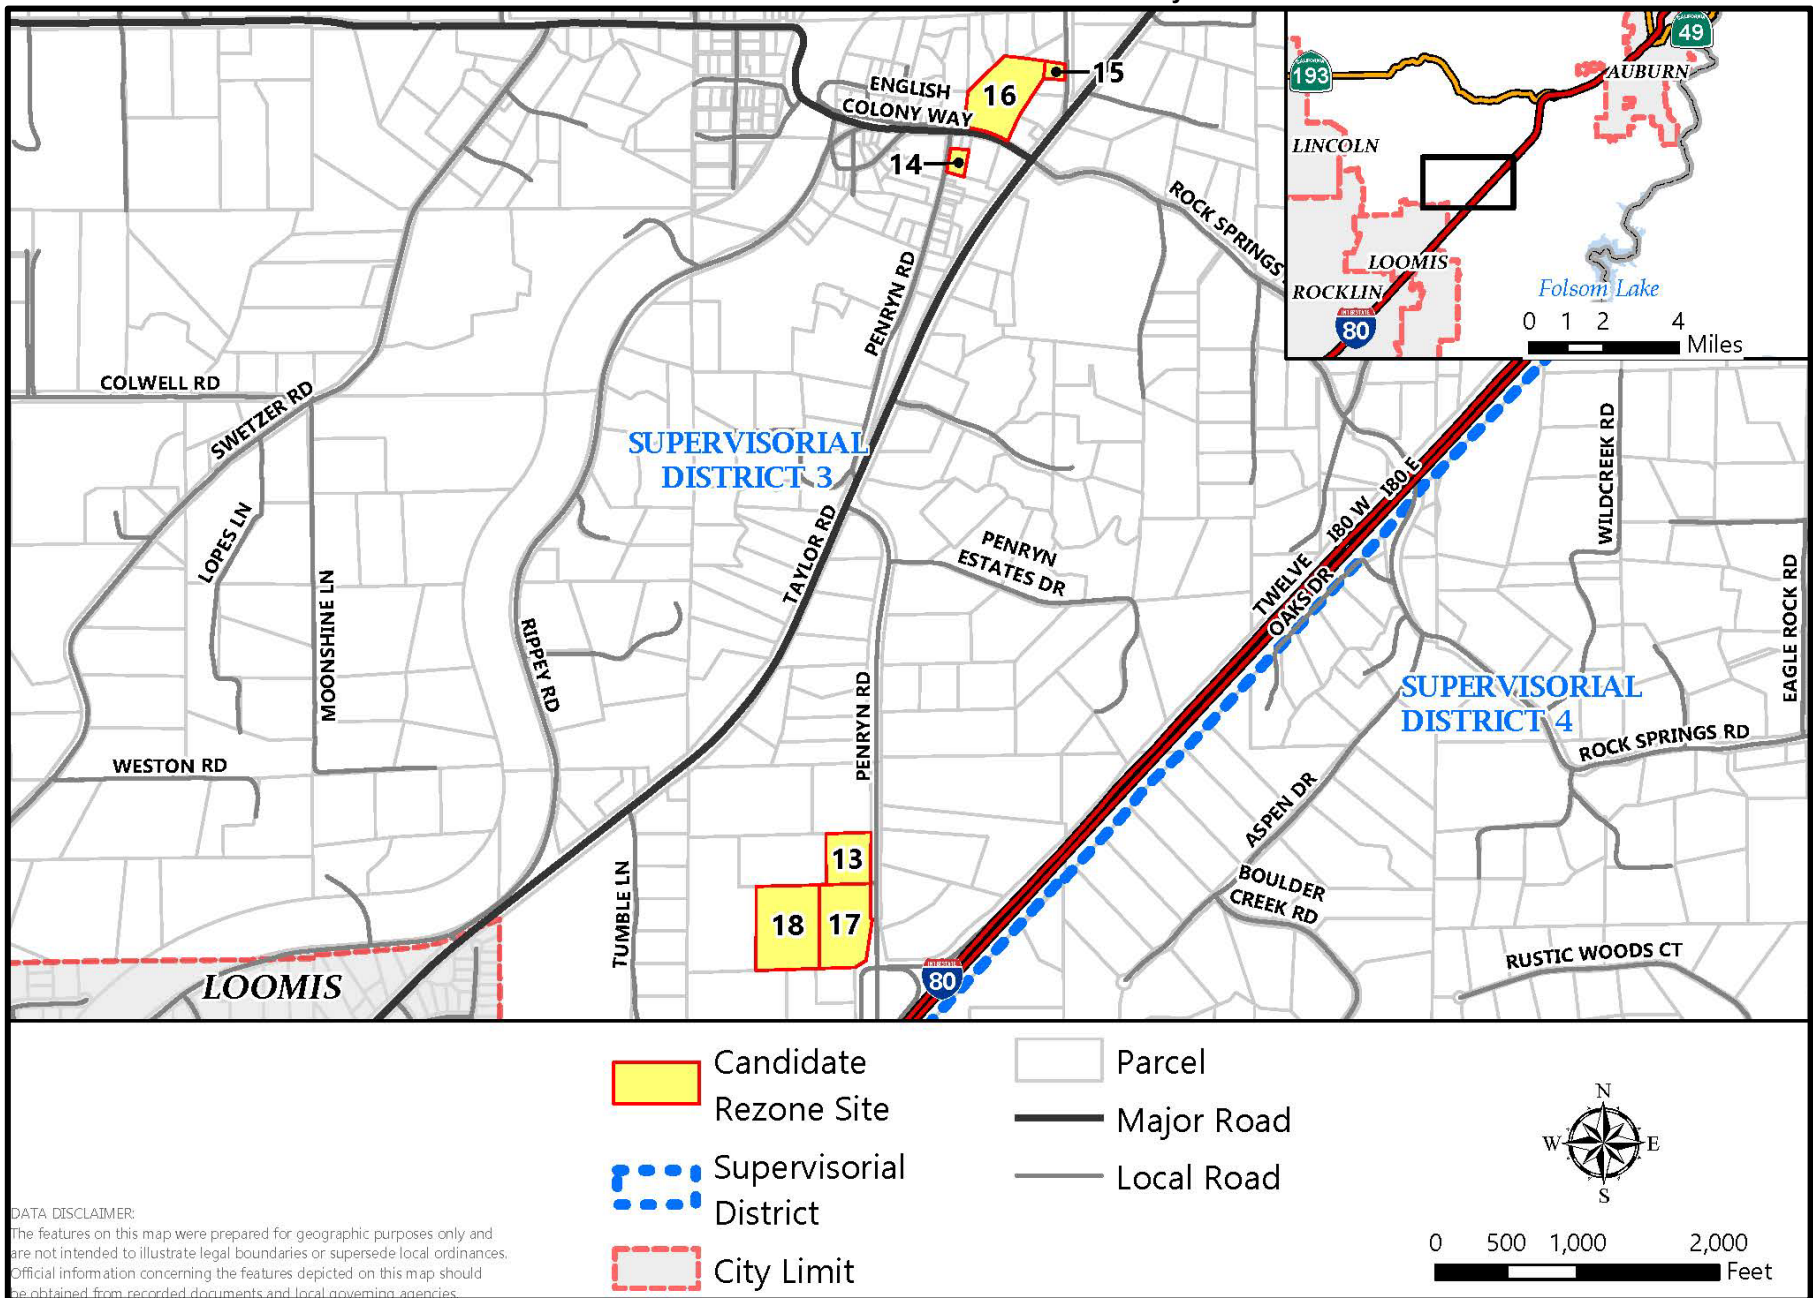 ENGLISH
COLONY WAY
16
15
14
ROCK SPRINGS
PENRYN RD
COLWELL RD
SWETZER RD
SUPERVISORIAL
DISTRICT 3
LOPES LN
MOONSHINE LN
TAYLOR RD
PENRYN
ESTATES DR
RIPPEY RD
PENRYN RD
WESTON RD
TUMBLE LN
13
18
17
LOOMIS
TWELVE
OAKS DR
I80 W
I80 E
WILDCREEK RD
EAGLE ROCK RD
SUPERVISORIAL
DISTRICT 4
ROCK SPRINGS RD
ASPEN DR
BOULDER
CREEK RD
RUSTIC WOODS CT
INTERSTATE
80
CALIFORNIA
193
CALIFORNIA
49
AUBURN
LINCOLN
LOOMIS
ROCKLIN
Folsom Lake
INTERSTATE
80
0 1 2 4
Miles
Candidate
Rezone Site
Supervisorial
District
City Limit
Parcel
Major Road
Local Road
N
W E
S
0 500 1,000 2,000
Feet
DATA DISCLAIMER:
The features on this map were prepared for geographic purposes only and
are not intended to illustrate legal boundaries or supersede local ordinances.
Official information concerning the features depicted on this map should
be obtained from recorded documents and local governing agencies.